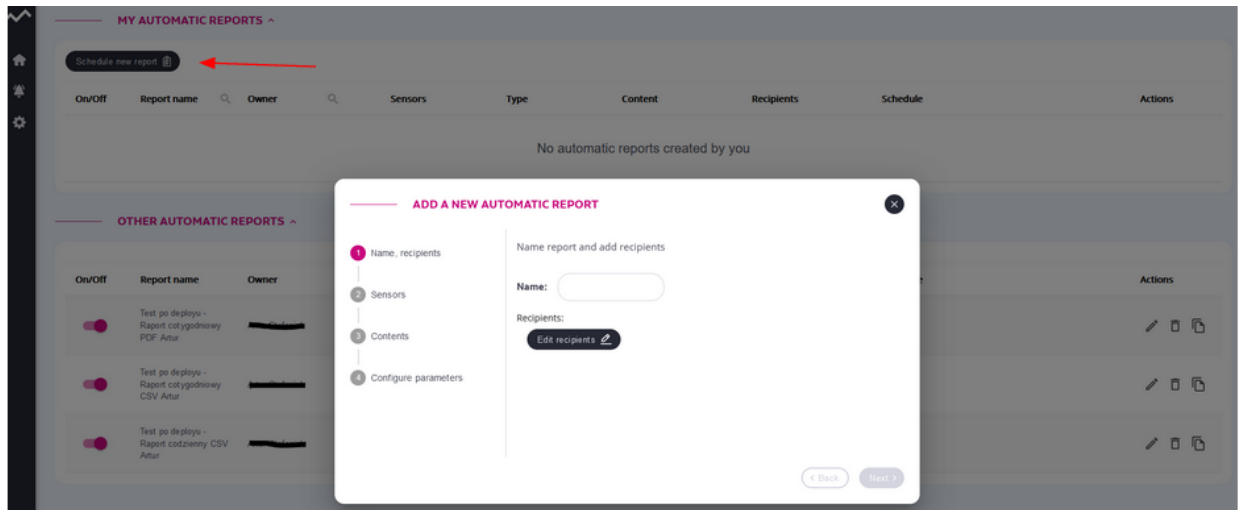 MY AUTOMATIC REPORTS
Schedule new report
On/Off Report name Owner Sensors Type Content Recipients Schedule Actions
No automatic reports created by you
ADD A NEW AUTOMATIC REPORT
1 Name, recipients
2 Sensors
3 Contents
4 Configure parameters
Name report and add recipients
Name:
Recipients:
Edit recipients
< Back Next >
OTHER AUTOMATIC REPORTS
On/Off Report name Owner Actions
Test po deployu -
Raport cotygodniowy
PDF Artur
Test po deployu -
Raport cotygodniowy
CSV Artur
Test po deployu -
Raport codzienny CSV
Artur